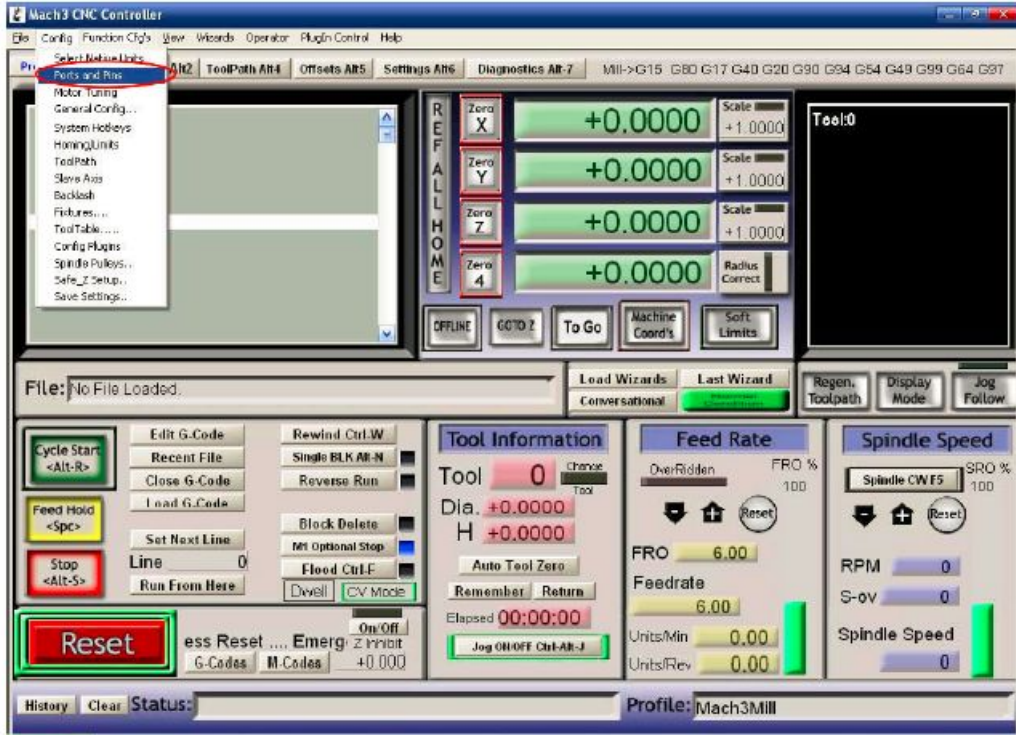 Mach3 CNC Controller
File Config Function Cfg's View Wizards Operator PlugIn Control Help
Select Native Units
Ports and Pins
Motor Tuning
General Config...
System Hotkeys
Homing/Limits
ToolPath
Slave Axis
Backlash
Fixtures....
ToolTable.....
Config Plugins
Spindle Pulleys..
Safe_Z Setup..
Save Settings..
Alt2 ToolPath Alt4 Offsets Alt5 Settings Alt6 Diagnostics Alt-7 Mill->G15 G80 G17 G40 G20 G90 G94 G54 G49 G99 G64 G97
REF ALL HOME
Zero X +0.0000 Scale +1.0000
Zero Y +0.0000 Scale +1.0000
Zero Z +0.0000 Scale +1.0000
Zero 4 +0.0000 Radius Correct
OFFLINE GOTO Z To Go Machine Coord's Soft Limits
Tool:0
File: No File Loaded.
Load Wizards Last Wizard
Conversational
Regen. Toolpath Display Mode Jog Follow
Cycle Start <Alt-R>
Feed Hold <Spc>
Stop <Alt-S>
Edit G-Code
Recent File
Close G-Code
Load G-Code
Set Next Line
Line 0
Run From Here
Rewind Ctrl-W
Single BLK Alt-N
Reverse Run
Block Delete
M1 Optional Stop
Flood Ctrl-F
Dwell CV Mode
Reset
ess Reset .... Emerg
On/Off
Z Inhibit
+0.000
G-Codes M-Codes
Tool Information
Tool 0 Change Tool
Dia. +0.0000
H +0.0000
Auto Tool Zero
Remember Return
Elapsed 00:00:00
Jog ON/OFF Ctrl-Alt-J
Feed Rate
OverRidden FRO % 100
Reset
FRO 6.00
Feedrate
6.00
Units/Min 0.00
Units/Rev 0.00
Spindle Speed
Spindle CW F5 SRO % 100
Reset
RPM 0
S-ov 0
Spindle Speed
0
History Clear Status: Profile: Mach3Mill